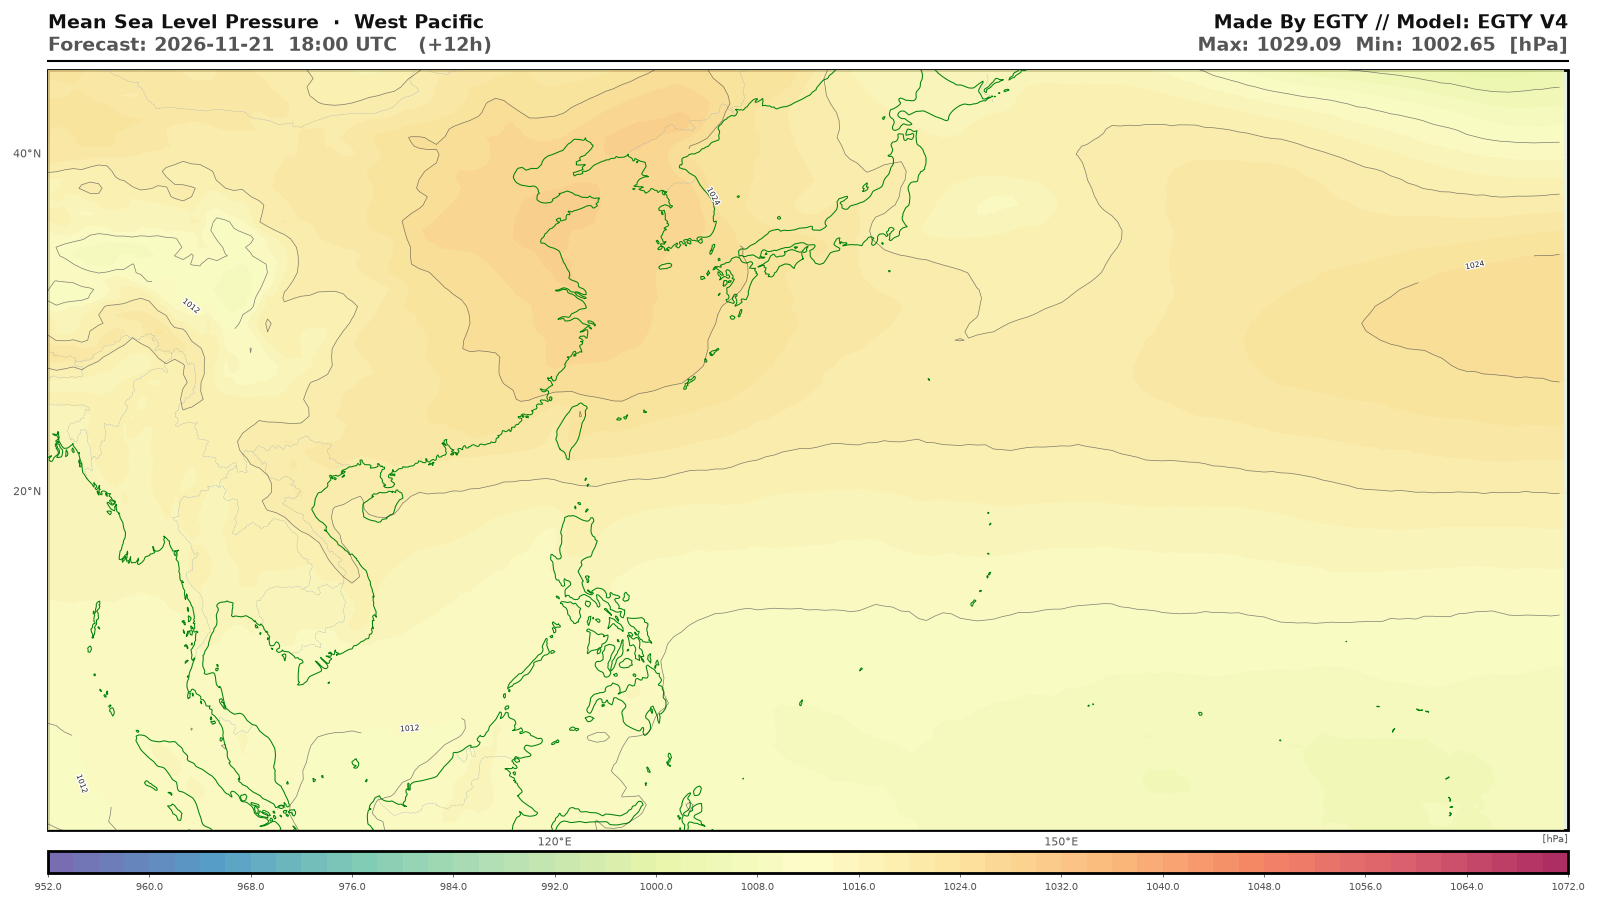 Mean Sea Level Pressure · West Pacific
Made By EGTY // Model: EGTY V4
Forecast: 2026-11-21 18:00 UTC (+12h)
Max: 1029.09 Min: 1002.65 [hPa]
40°N
1024
1024
1012
20°N
1012
1012
120°E
150°E
[hPa]
952.0 960.0 968.0 976.0 984.0 992.0 1000.0 1008.0 1016.0 1024.0 1032.0 1040.0 1048.0 1056.0 1064.0 1072.0